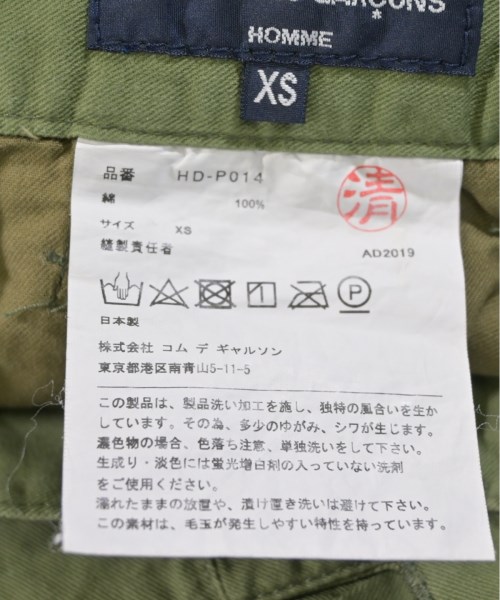 GARÇONS
*
HOMME
XS
品番 HD-P014
綿 100%
サイズ XS
縫製責任者
清
AD2019
P
日本製
株式会社 コム デ ギャルソン
東京都港区南青山5-11-5
この製品は、製品洗い加工を施し、独特の風合いを生か
しています。その為、多少のゆがみ、シワが生じます。
濃色物の場合、色落ち注意、単独洗いをして下さい。
生成り・淡色には蛍光増白剤の入っていない洗剤
をご使用ください。
濡れたままの放置や、漬け置き洗いは避けて下さい。
この素材は、毛玉が発生しやすい特性を持っています。